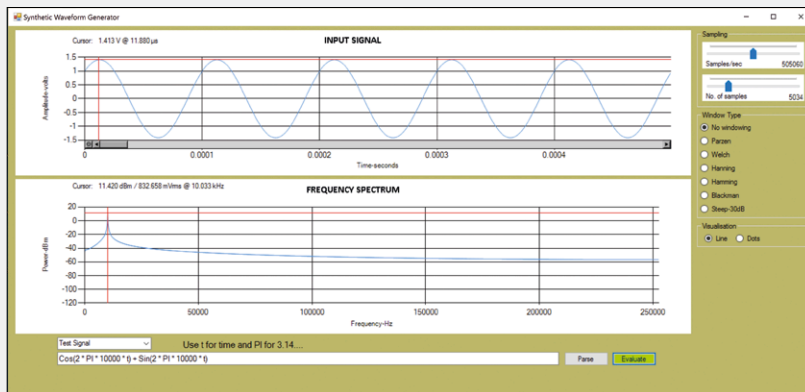 Synthetic Waveform Generator
Cursor: 1.413 V @ 11.880 µs
INPUT SIGNAL
Amplitude-volts
1.5
1
0.5
0
-0.5
-1
-1.5
0
0.0001
0.0002
0.0003
0.0004
Time-seconds
Cursor: 11.420 dBm / 832.658 mVrms @ 10.033 kHz
FREQUENCY SPECTRUM
Power-dBm
20
0
-20
-40
-60
-80
-100
-120
0
50000
100000
150000
200000
250000
Frequency-Hz
Test Signal
Use t for time and PI for 3.14....
Cos(2 * PI * 10000 * t) + Sin(2 * PI * 10000 * t)
Parse
Evaluate
Sampling
Samples/sec 505060
No. of samples 5034
Window Type
No windowing
Parzen
Welch
Hanning
Hamming
Blackman
Steep-30dB
Visualisation
Line Dots